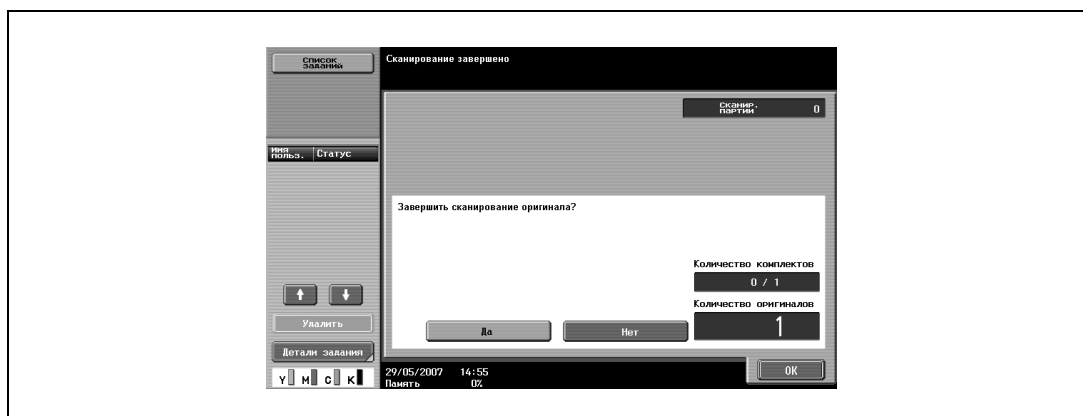 Список
заданий
Сканирование завершено
Сканир.
партии
0
Имя
польз.
Статус
Завершить сканирование оригинала?
Количество комплектов
0 / 1
Количество оригиналов
1
Удалить
Да
Нет
Детали задания
Y M C K
29/05/2007 14:55
Память 0%
OK